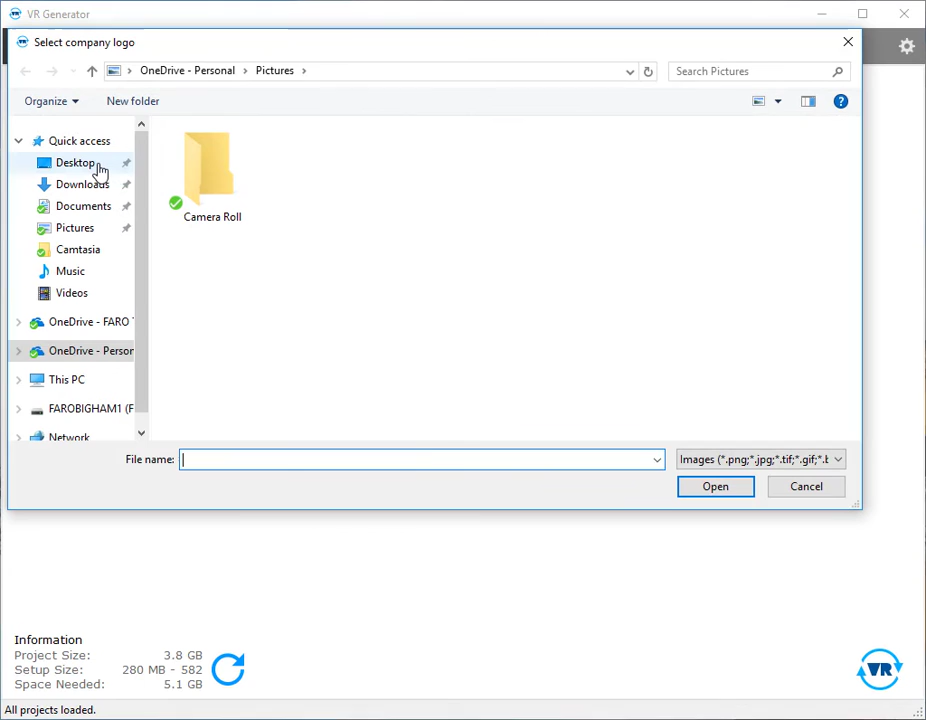 VR Generator
Select company logo
OneDrive - Personal > Pictures >
Search Pictures
Organize
New folder
Quick access
Desktop
Downloads
Documents
Pictures
Camtasia
Music
Videos
OneDrive - FARO T
OneDrive - Person
This PC
FAROBIGHAM1 (F
Network
Camera Roll
File name:
Images (*.png;*.jpg;*.tif;*.gif;*.b
Open
Cancel
Information
Project Size: 3.8 GB
Setup Size: 280 MB - 582
Space Needed: 5.1 GB
VR
All projects loaded.